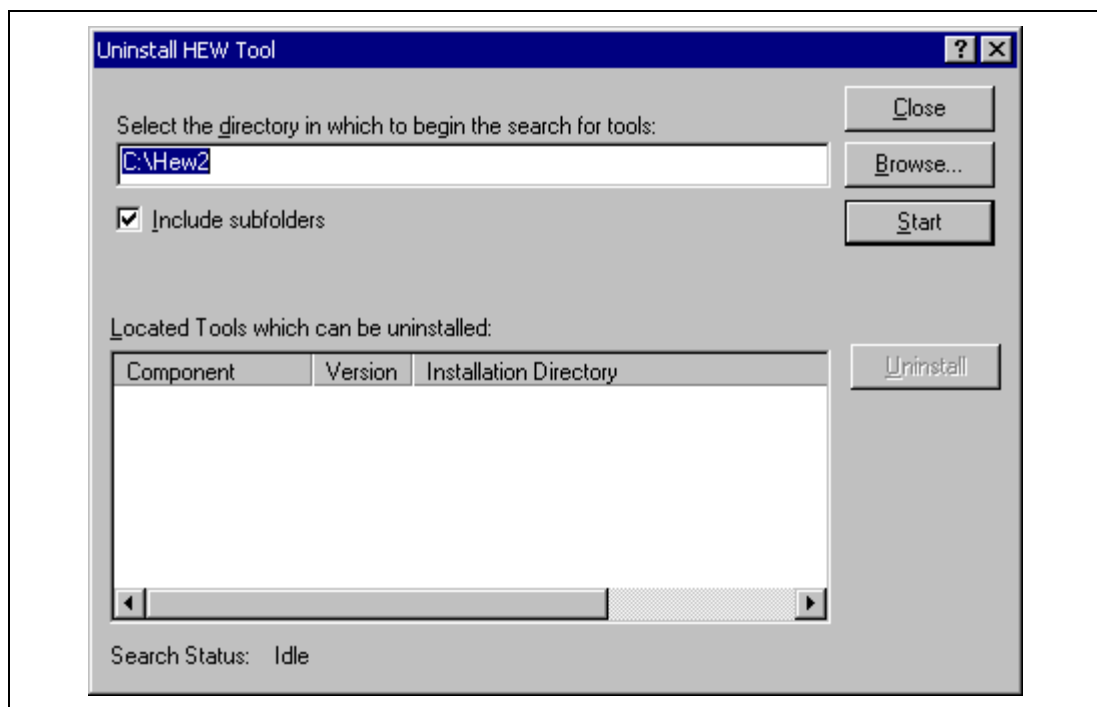 Uninstall HEW Tool
Select the directory in which to begin the search for tools:
C:\Hew2
Include subfolders
Close
Browse...
Start
Located Tools which can be uninstalled:
Component Version Installation Directory
Uninstall
Search Status: Idle